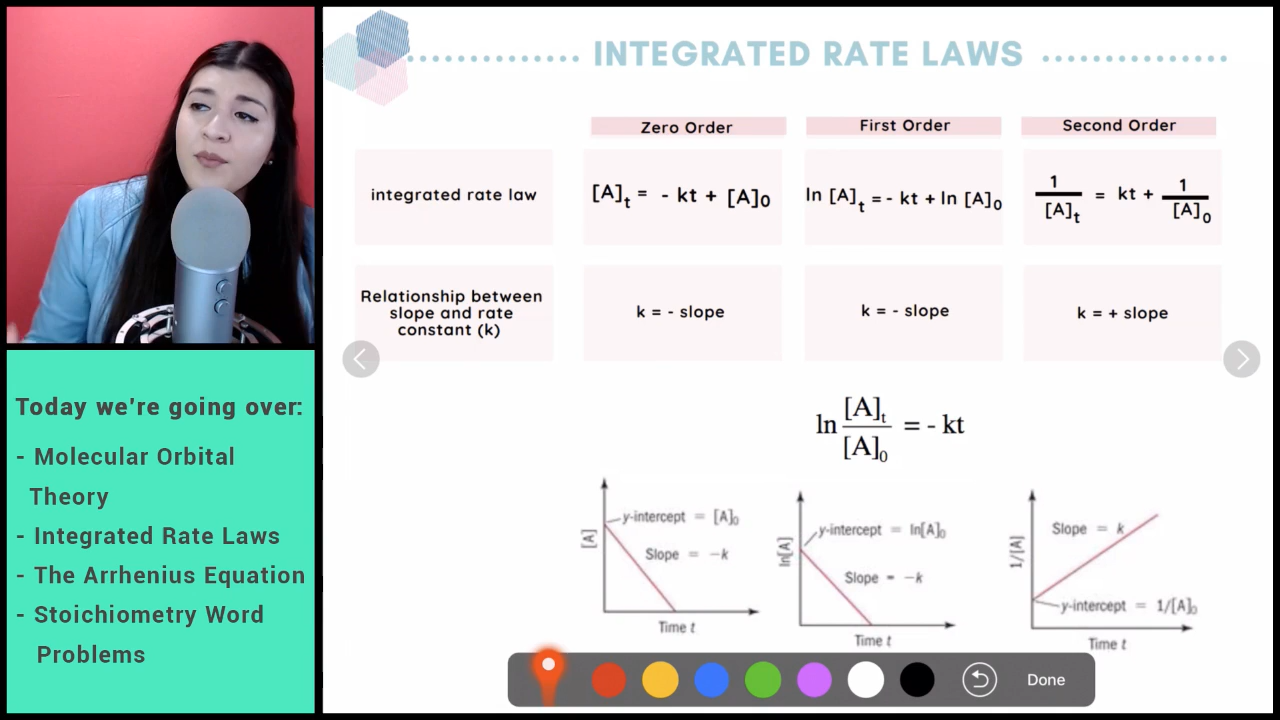 INTEGRATED RATE LAWS
Zero Order
First Order
Second Order
integrated rate law
[A]t = - kt + [A]0
ln [A]t = - kt + ln [A]0
1/[A]t = kt + 1/[A]0
Relationship between
slope and rate
constant (k)
k = - slope
k = - slope
k = + slope
ln [A]t/[A]0 = - kt
[A]
y-intercept = [A]0
Slope = -k
Time t
ln[A]
y-intercept = ln[A]0
Slope = -k
Time t
1/[A]
Slope = k
y-intercept = 1/[A]0
Time t
Today we're going over:
- Molecular Orbital
Theory
- Integrated Rate Laws
- The Arrhenius Equation
- Stoichiometry Word
Problems
Done